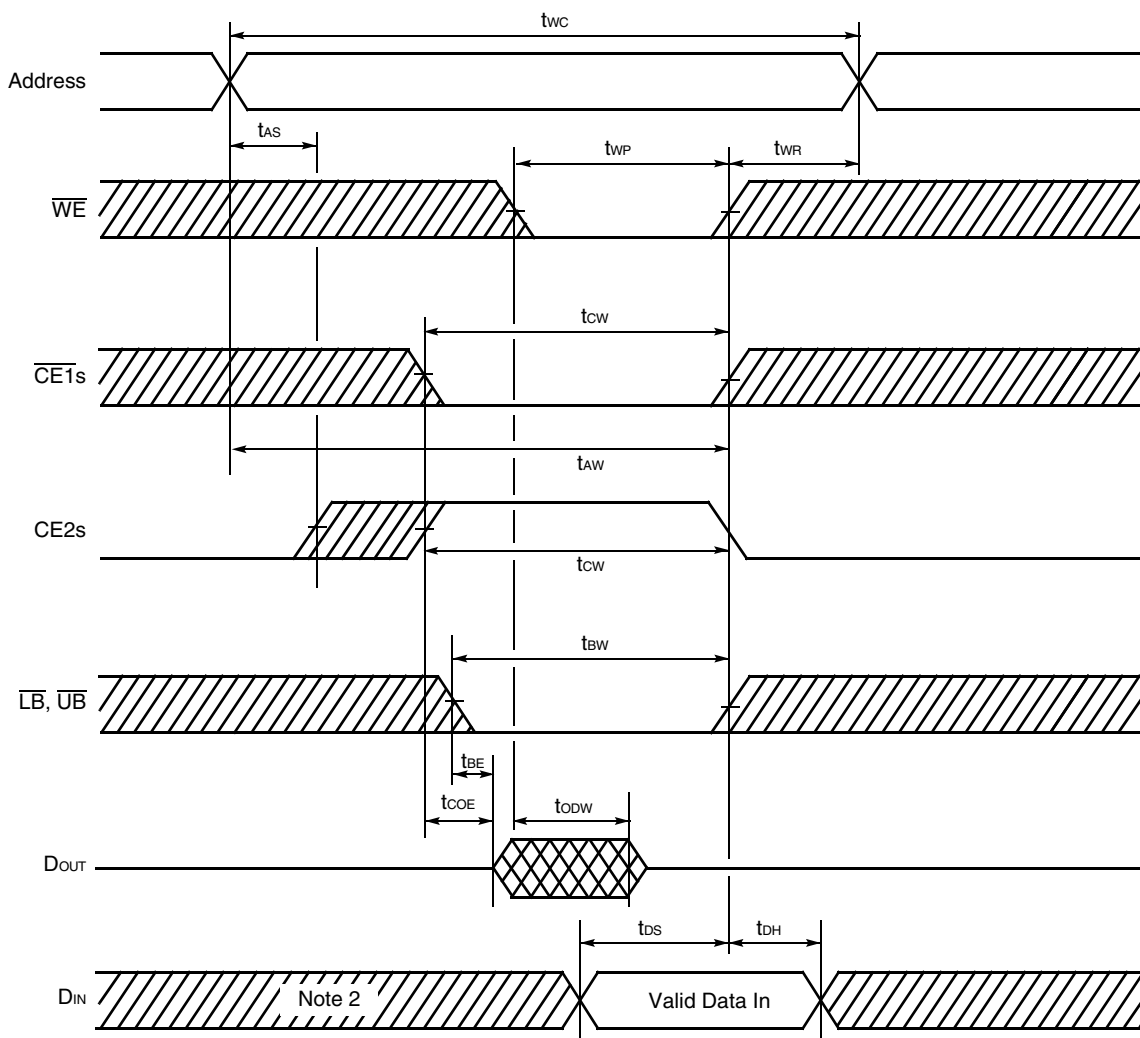 tWC
Address
tAS
tWP
tWR
WE
tCW
CE1s
tAW
CE2s
tCW
tBW
LB, UB
tBE
tCOE
tODW
DOUT
tDS
tDH
DIN
Note 2
Valid Data In